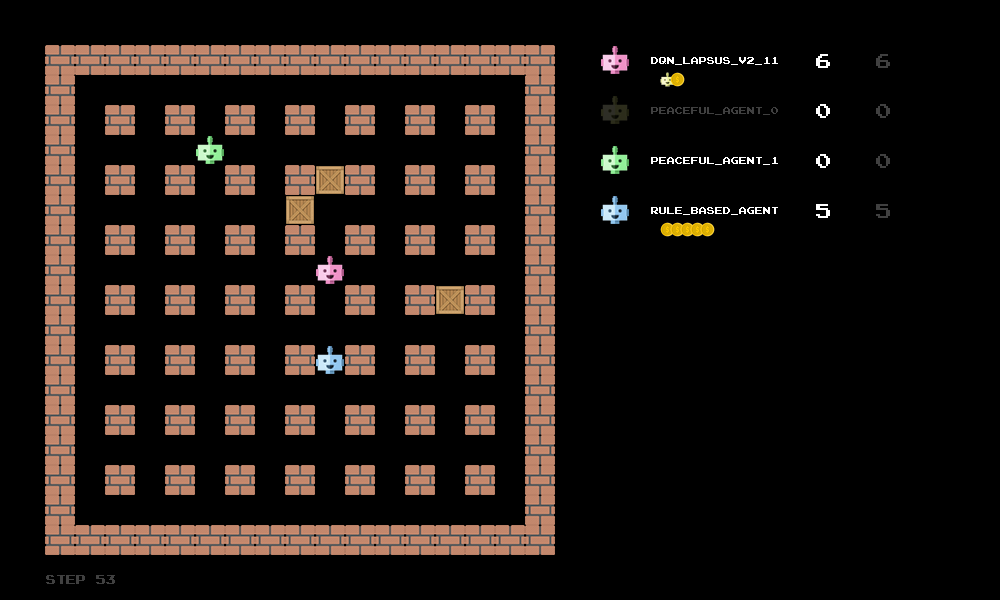 DQN_LAPSUS_V2_11 6 6
PEACEFUL_AGENT_0 0 0
PEACEFUL_AGENT_1 0 0
RULE_BASED_AGENT 5 5
STEP 53